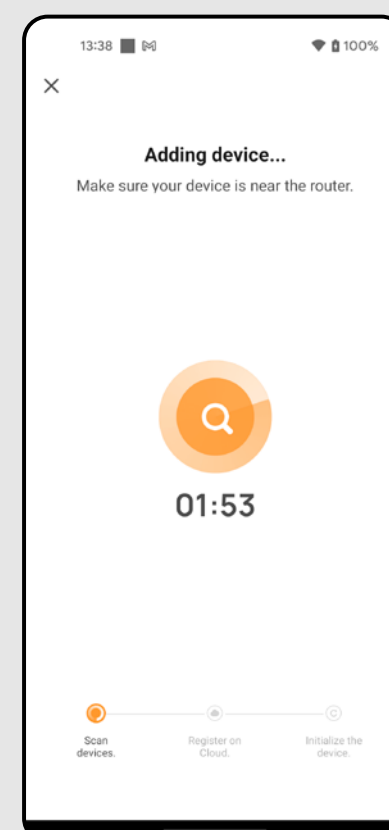 13:38 100%
Adding device...
Make sure your device is near the router.
01:53
Scan
devices.
Register on
Cloud.
Initialize the
device.